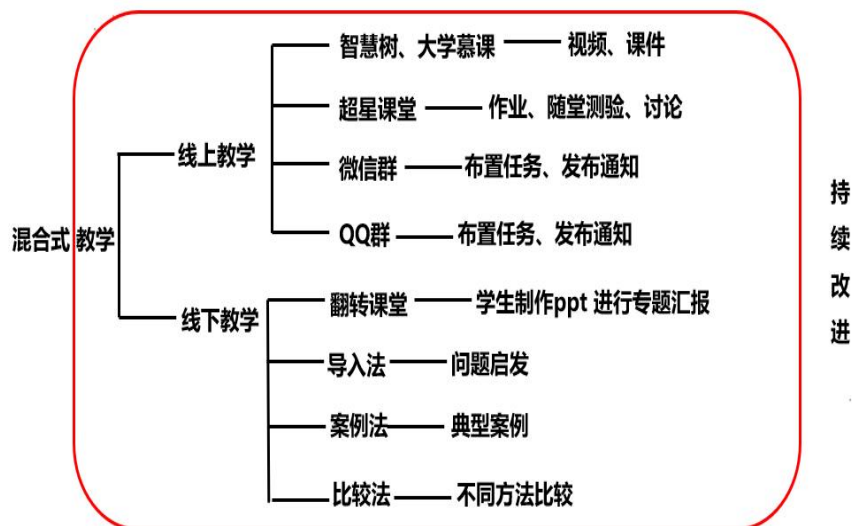 智慧树、大学慕课 视频、课件
超星课堂 作业、随堂测验、讨论
线上教学
微信群 布置任务、发布通知
QQ群 布置任务、发布通知
混合式 教学
翻转课堂 学生制作ppt 进行专题汇报
线下教学
导入法 问题启发
案例法 典型案例
比较法 不同方法比较
持
续
改
进